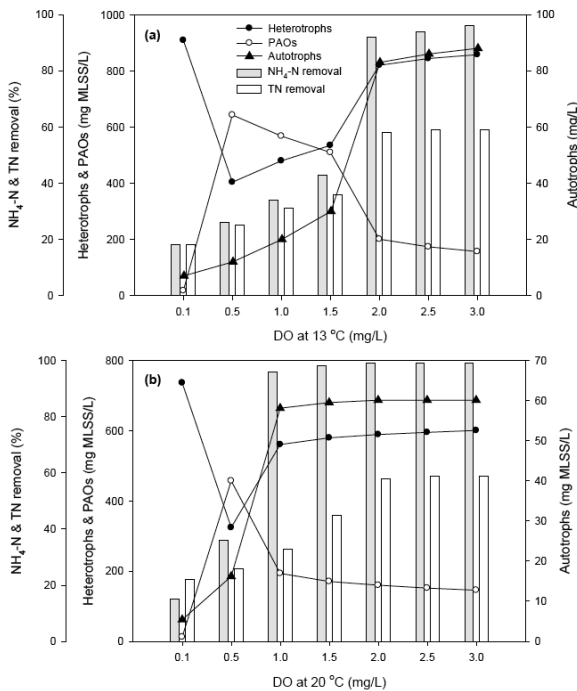 (a)
Heterotrophs
PAOs
Autotrophs
NH4-N removal
TN removal
NH4-N & TN removal (%)
100
80
60
40
20
0
Heterotrophs & PAOs (mg MLSS/L)
1000
800
600
400
200
0
Autotrophs (mg/L)
100
80
60
40
20
0
0.1 0.5 1.0 1.5 2.0 2.5 3.0
DO at 13 °C (mg/L)
(b)
NH4-N & TN removal (%)
100
80
60
40
20
0
Heterotrophs & PAOs (mg MLSS/L)
800
600
400
200
0
Autotrophs (mg MLSS/L)
70
60
50
40
30
20
10
0
0.1 0.5 1.0 1.5 2.0 2.5 3.0
DO at 20 °C (mg/L)